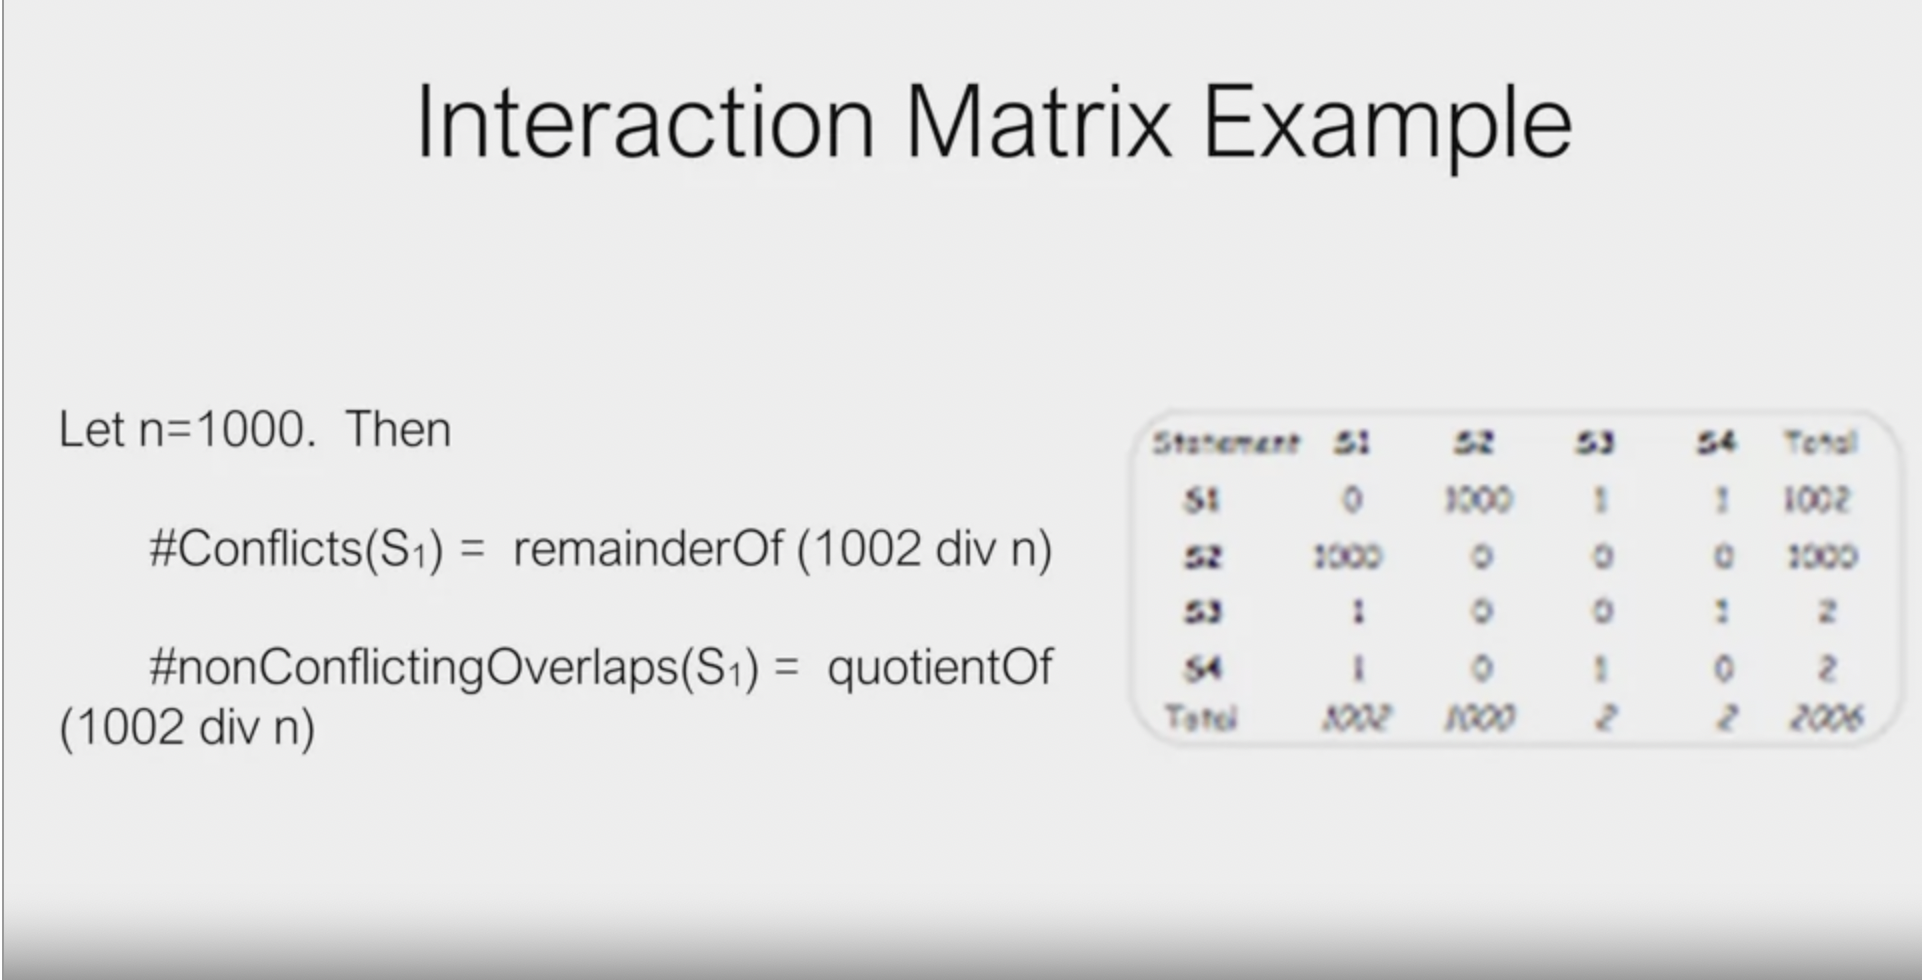 Interaction Matrix Example
Let n=1000. Then
#Conflicts(S1) = remainderOf (1002 div n)
#nonConflictingOverlaps(S1) = quotientOf
(1002 div n)
Statement S1 S2 S3 S4 Total
S1 0 1000 1 1 1002
S2 1000 0 0 0 1000
S3 1 0 0 1 2
S4 1 0 1 0 2
Total 1002 1000 2 2 2006